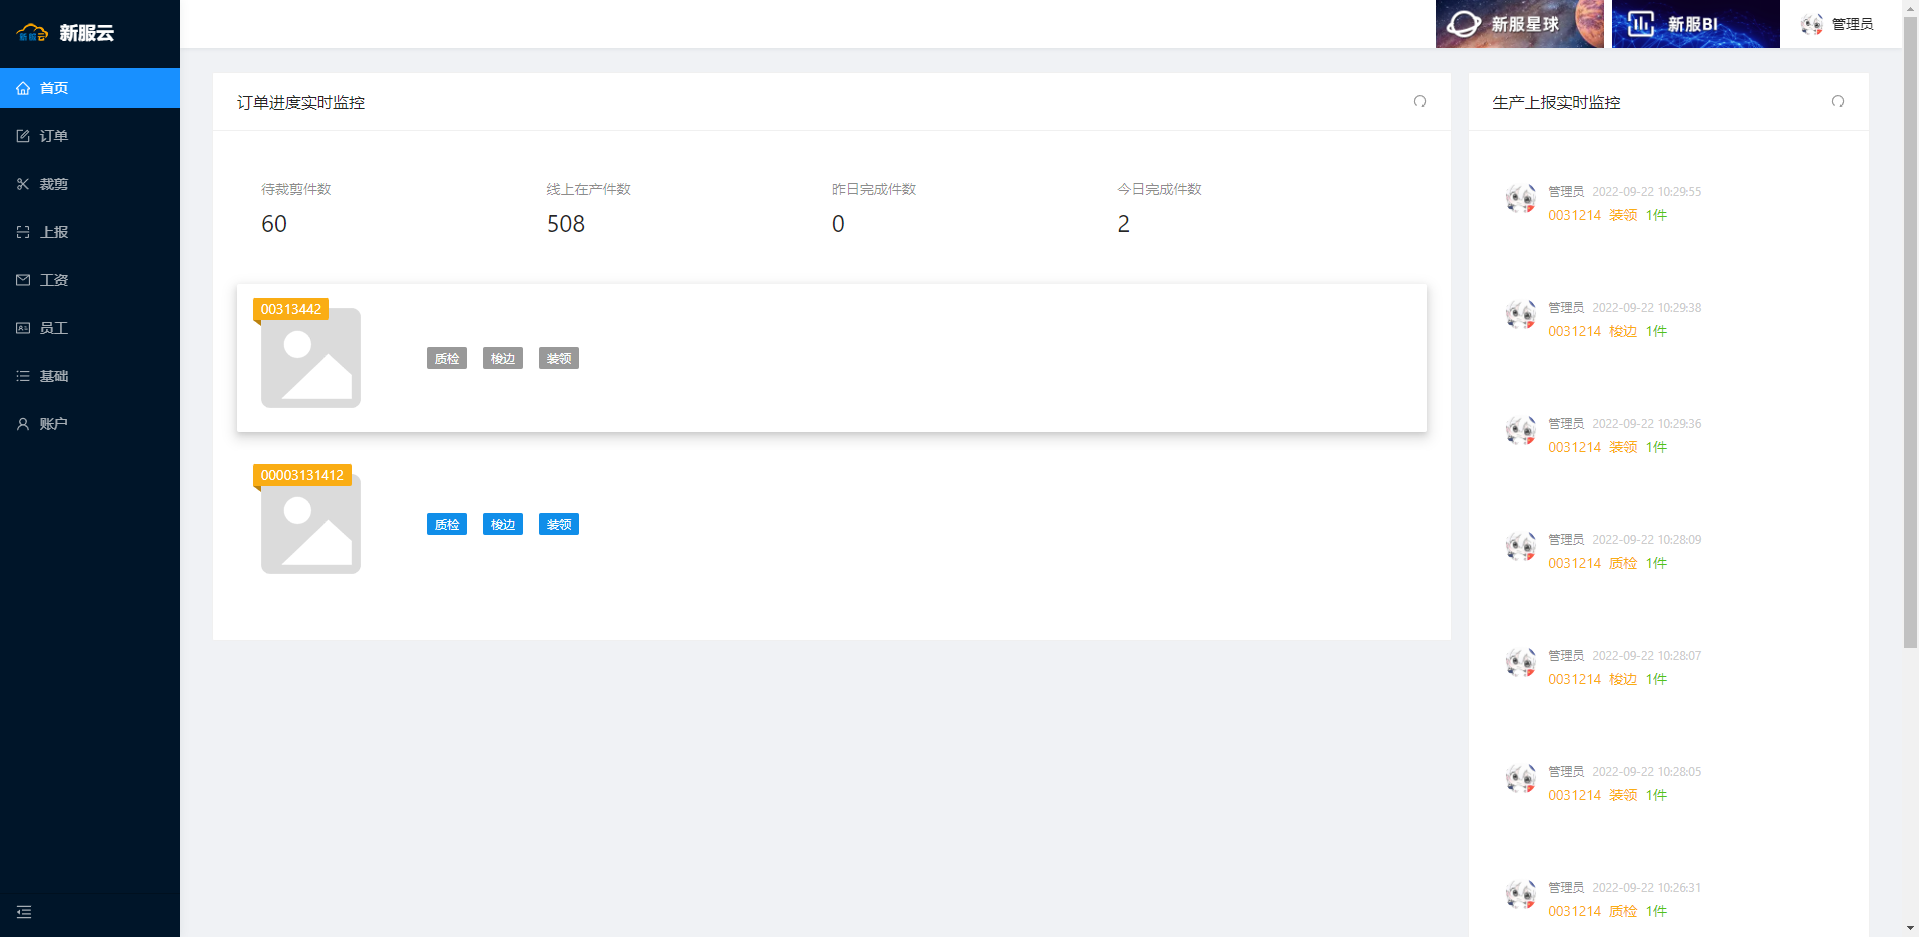 新服云
首页
订单
裁剪
上报
工资
员工
基础
账户
新服星球
新服BI
管理员
订单进度实时监控
待裁剪件数
60
线上在产件数
508
昨日完成件数
0
今日完成件数
2
00313442
质检 梭边 装领
00003131412
质检 梭边 装领
生产上报实时监控
管理员 2022-09-22 10:29:55
0031214 装领 1件
管理员 2022-09-22 10:29:38
0031214 梭边 1件
管理员 2022-09-22 10:29:36
0031214 装领 1件
管理员 2022-09-22 10:28:09
0031214 质检 1件
管理员 2022-09-22 10:28:07
0031214 梭边 1件
管理员 2022-09-22 10:28:05
0031214 装领 1件
管理员 2022-09-22 10:26:31
0031214 质检 1件